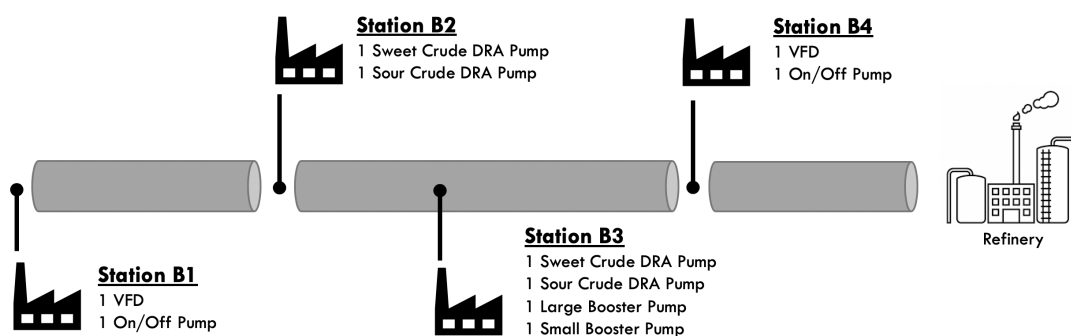 Station B2
1 Sweet Crude DRA Pump
1 Sour Crude DRA Pump
Station B4
1 VFD
1 On/Off Pump
Refinery
Station B1
1 VFD
1 On/Off Pump
Station B3
1 Sweet Crude DRA Pump
1 Sour Crude DRA Pump
1 Large Booster Pump
1 Small Booster Pump